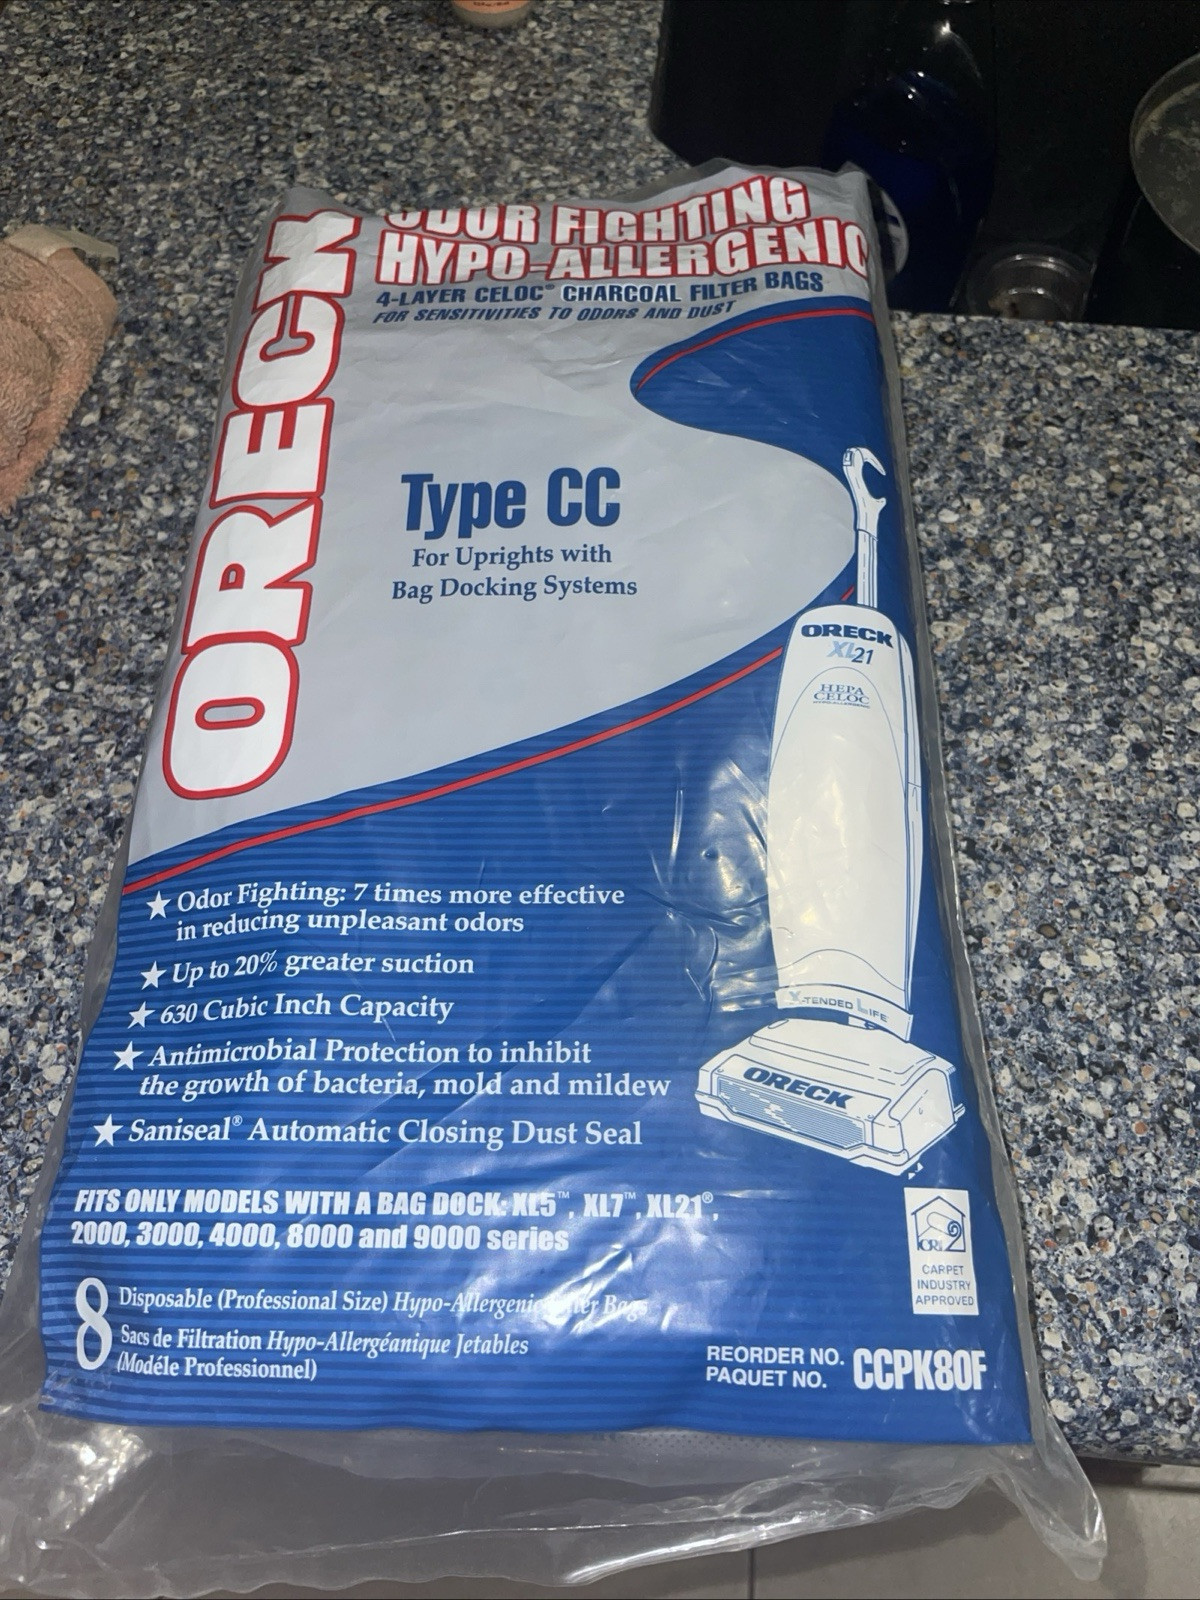 ORECK
ODOR FIGHTING
HYPO-ALLERGENIC
4-LAYER CELOC® CHARCOAL FILTER BAGS
FOR SENSITIVITIES TO ODORS AND DUST
Type CC
For Uprights with
Bag Docking Systems
ORECK
XL21
HEPA
CELOC
HYPO-ALLERGENIC
X-TENDED LIFE
ORECK
★ Odor Fighting: 7 times more effective
in reducing unpleasant odors
★ Up to 20% greater suction
★ 630 Cubic Inch Capacity
★ Antimicrobial Protection to inhibit
the growth of bacteria, mold and mildew
★ Saniseal® Automatic Closing Dust Seal
FITS ONLY MODELS WITH A BAG DOCK: XL5™, XL7™, XL21®,
2000, 3000, 4000, 8000 and 9000 series
8 Disposable (Professional Size) Hypo-Allergenic Filter Bags
Sacs de Filtration Hypo-Allergéanique Jetables
(Modéle Professionnel)
CRI
CARPET
INDUSTRY
APPROVED
REORDER NO.
PAQUET NO. CCPK80F